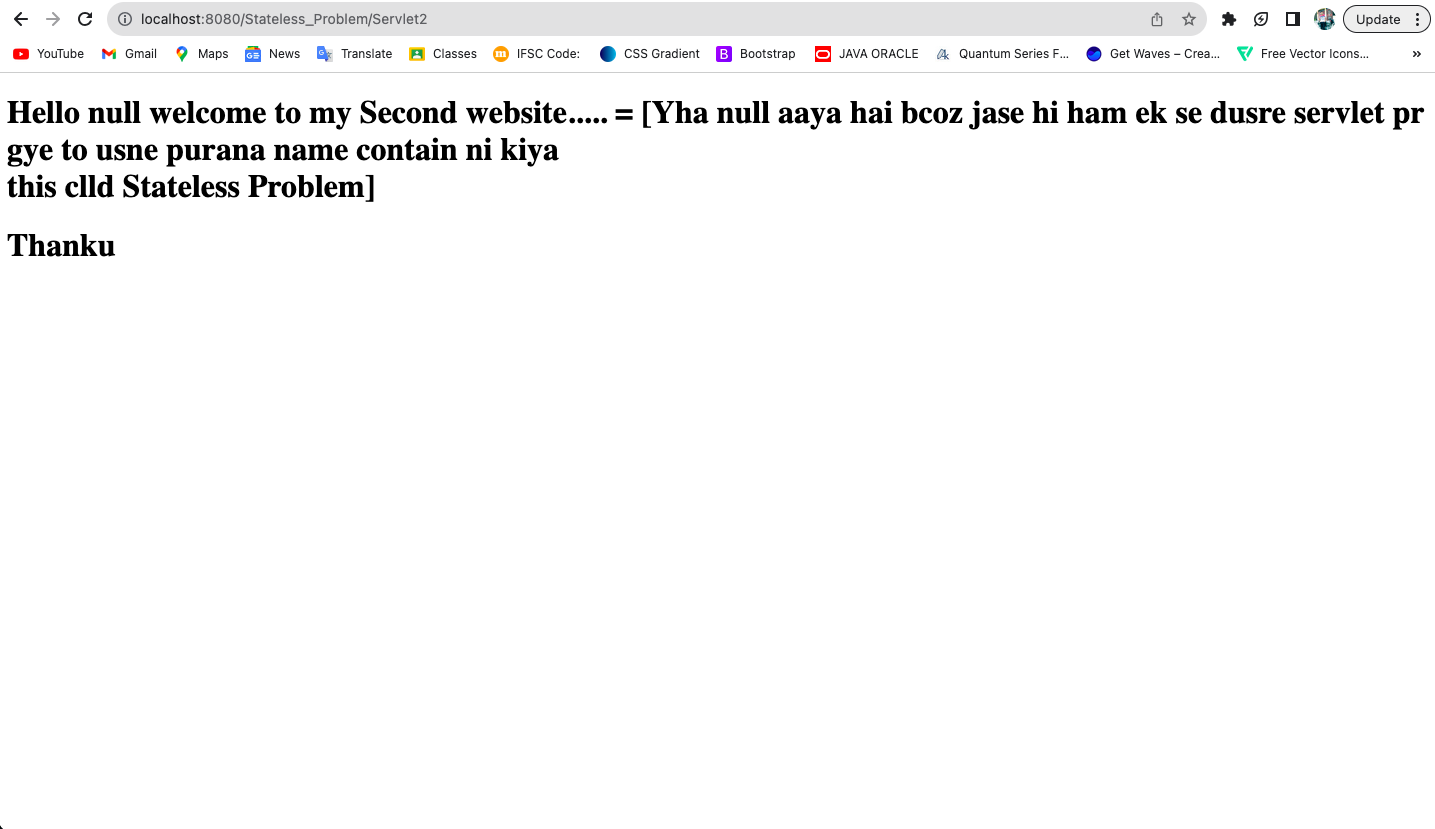 localhost:8080/Stateless_Problem/Servlet2
Update
YouTube Gmail Maps News Translate Classes IFSC Code: CSS Gradient Bootstrap JAVA ORACLE Quantum Series F... Get Waves – Crea... Free Vector Icons... »
Hello null welcome to my Second website..... = [Yha null aaya hai bcoz jase hi ham ek se dusre servlet pr
gye to usne purana name contain ni kiya
this clld Stateless Problem]
Thanku